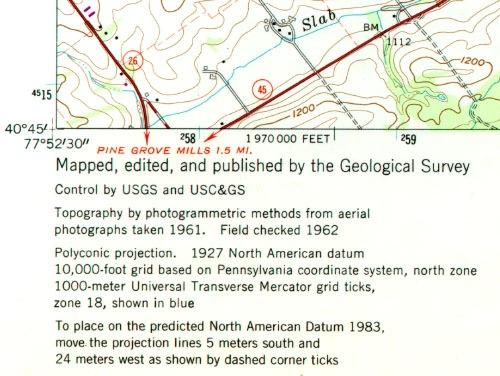 Slab
BM
1112
26
1200
45
4515
1200
40°45'
77°52'30"
258
1 970 000 FEET
259
PINE GROVE MILLS 1.5 MI.
Mapped, edited, and published by the Geological Survey
Control by USGS and USC&GS
Topography by photogrammetric methods from aerial
photographs taken 1961. Field checked 1962
Polyconic projection. 1927 North American datum
10,000-foot grid based on Pennsylvania coordinate system, north zone
1000-meter Universal Transverse Mercator grid ticks,
zone 18, shown in blue
To place on the predicted North American Datum 1983,
move the projection lines 5 meters south and
24 meters west as shown by dashed corner ticks